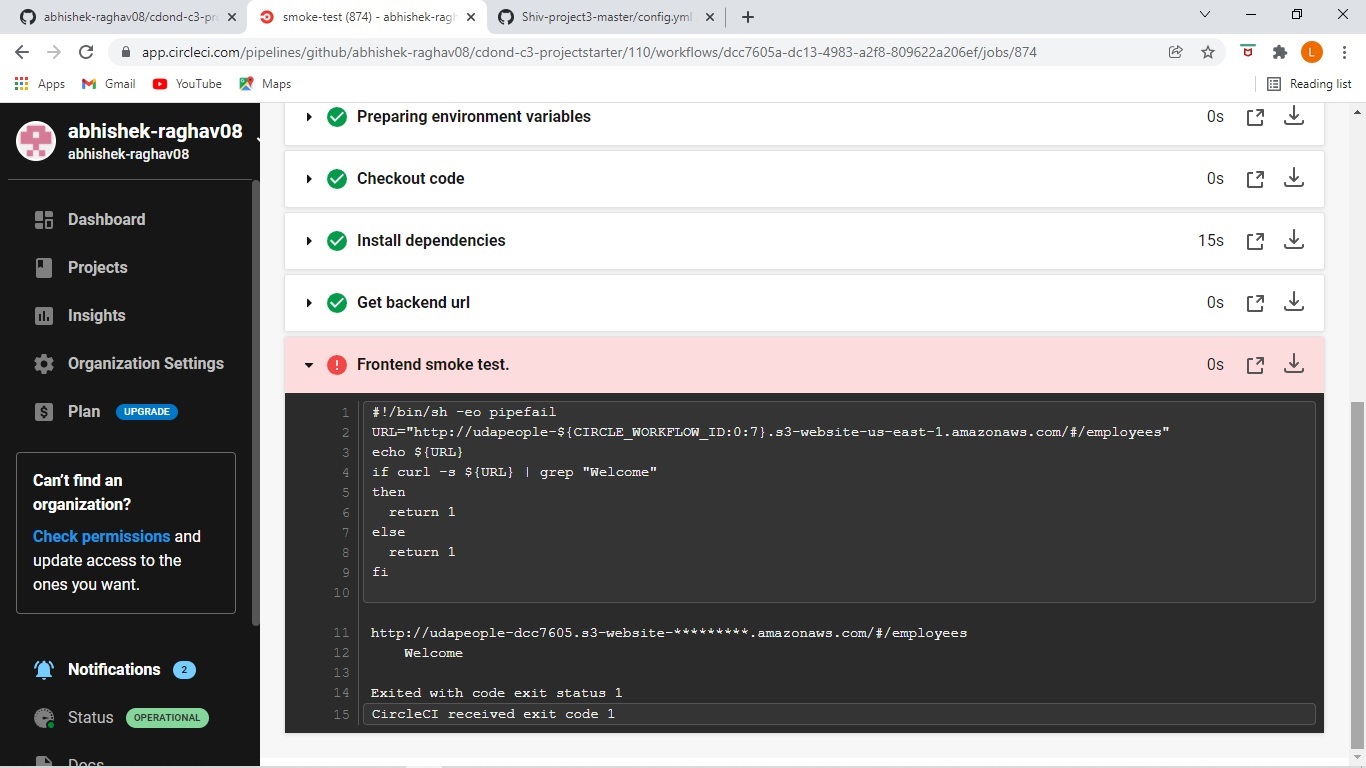 abhishek-raghav08/cdond-c3-pr
smoke-test (874) - abhishek-ragh
Shiv-project3-master/config.yml
app.circleci.com/pipelines/github/abhishek-raghav08/cdond-c3-projectstarter/110/workflows/dcc7605a-dc13-4983-a2f8-809622a206ef/jobs/874
L
Apps
Gmail
YouTube
Maps
Reading list
abhishek-raghav08
abhishek-raghav08
Dashboard
Projects
Insights
Organization Settings
Plan UPGRADE
Can't find an
organization?
Check permissions and
update access to the
ones you want.
Notifications 2
Status OPERATIONAL
Docs
Preparing environment variables 0s
Checkout code 0s
Install dependencies 15s
Get backend url 0s
Frontend smoke test. 0s
1 #!/bin/sh -eo pipefail
2 URL="http://udapeople-${CIRCLE_WORKFLOW_ID:0:7}.s3-website-us-east-1.amazonaws.com/#/employees"
3 echo ${URL}
4 if curl -s ${URL} | grep "Welcome"
5 then
6 return 1
7 else
8 return 1
9 fi
10
11 http://udapeople-dcc7605.s3-website-*********.amazonaws.com/#/employees
12 Welcome
13
14 Exited with code exit status 1
15 CircleCI received exit code 1